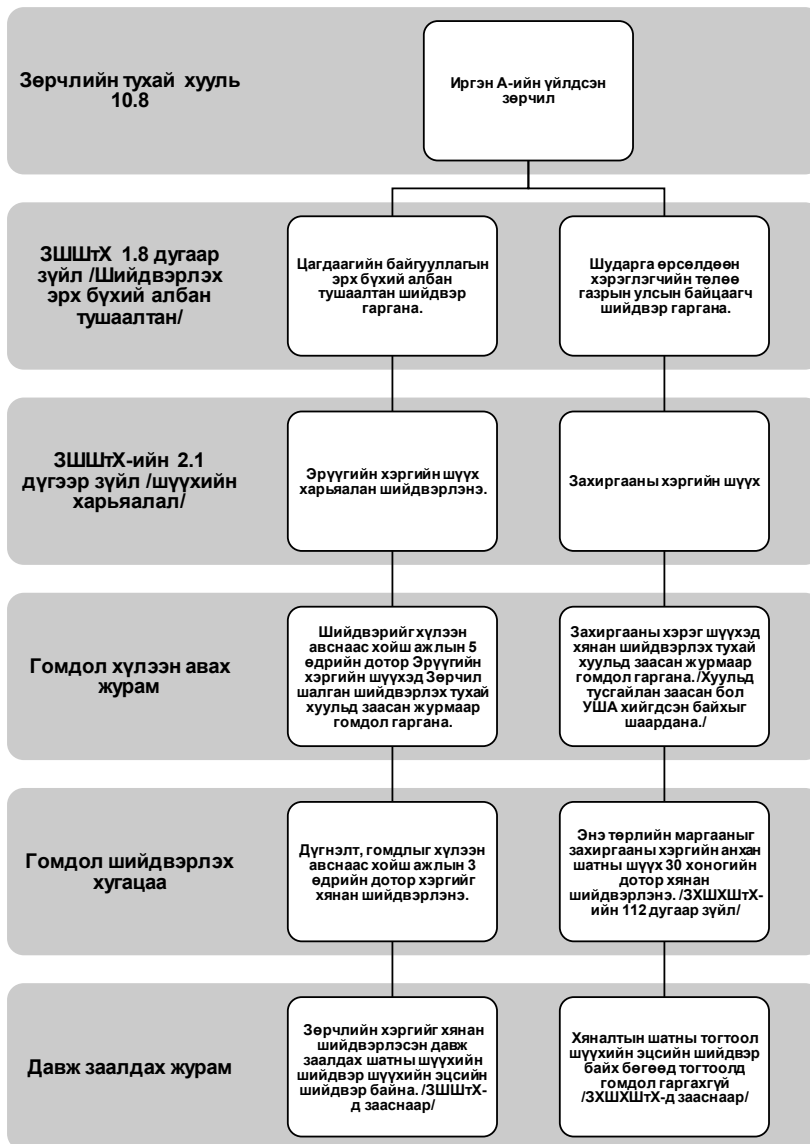 Зөрчлийн тухай хууль
10.8
Иргэн А-ийн үйлдсэн
зөрчил
ЗШШтХ 1.8 дугаар
зүйл /Шийдвэрлэх
эрх бүхий албан
тушаалтан/
Цагдаагийн байгууллагын
эрх бүхий албан
тушаалтан шийдвэр
гаргана.
Шударга өрсөлдөөн
хэрэглэгчийн төлөө
газрын улсын байцаагч
шийдвэр гаргана.
ЗШШтХ-ийн 2.1
дүгээр зүйл /шүүхийн
харьяалал/
Эрүүгийн хэргийн шүүх
харьяалан шийдвэрлэнэ.
Захиргааны хэргийн шүүх
Гомдол хүлээн авах
журам
Шийдвэрийг хүлээн
авснаас хойш ажлын 5
өдрийн дотор Эрүүгийн
хэргийн шүүхэд Зөрчил
шалган шийдвэрлэх тухай
хуульд заасан журмаар
гомдол гаргана.
Захиргааны хэрэг шүүхэд
хянан шийдвэрлэх тухай
хуульд заасан журмаар
гомдол гаргана. /Хуульд
тусгайлан заасан бол
УША хийгдсэн байхыг
шаардана./
Гомдол шийдвэрлэх
хугацаа
Дүгнэлт, гомдлыг хүлээн
авснаас хойш ажлын 3
өдрийн дотор хэргийг
хянан шийдвэрлэнэ.
Энэ төрлийн маргааныг
захиргааны хэргийн анхан
шатны шүүх 30 хоногийн
дотор хянан
шийдвэрлэнэ. /ЗХШХШтХ-
ийн 112 дугаар зүйл/
Давж заалдах журам
Зөрчлийн хэргийг хянан
шийдвэрлэсэн давж
заалдах шатны шүүхийн
шийдвэр шүүхийн эцсийн
шийдвэр байна. /ЗШШтХ-
д зааснаар/
Хяналтын шатны тогтоол
шүүхийн эцсийн шийдвэр
байх бөгөөд тогтоолд
гомдол гаргахгүй
/ЗХШХШтХ-д зааснаар/